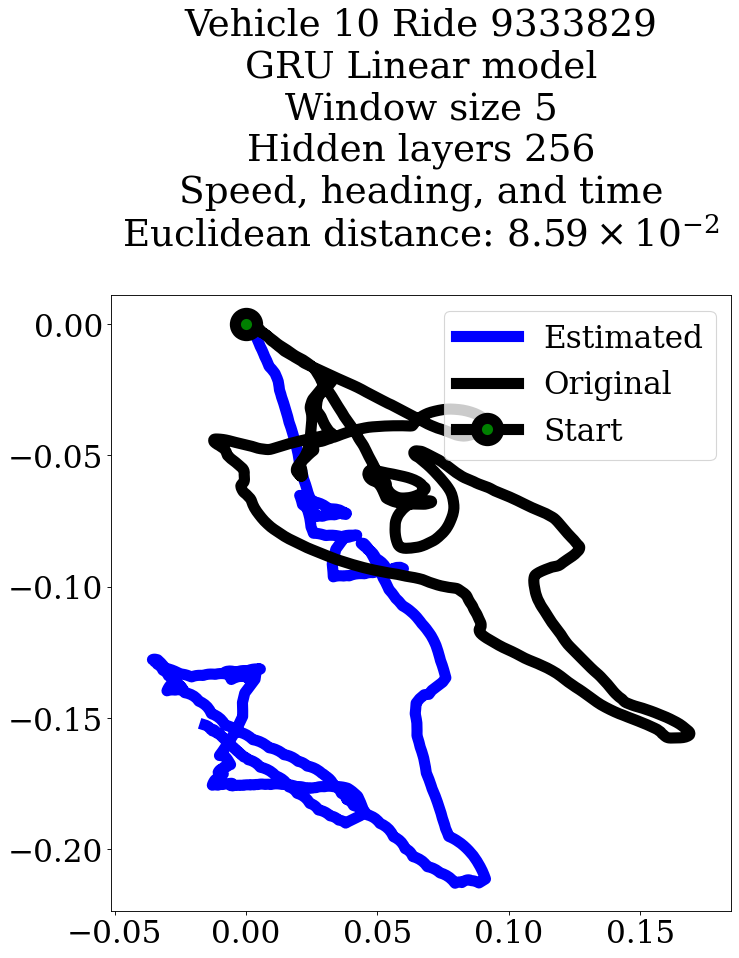 Vehicle 10 Ride 9333829
GRU Linear model
Window size 5
Hidden layers 256
Speed, heading, and time
Euclidean distance: 8.59 × 10⁻²
Estimated
Original
Start
0.00
−0.05
−0.10
−0.15
−0.20
−0.05 0.00 0.05 0.10 0.15